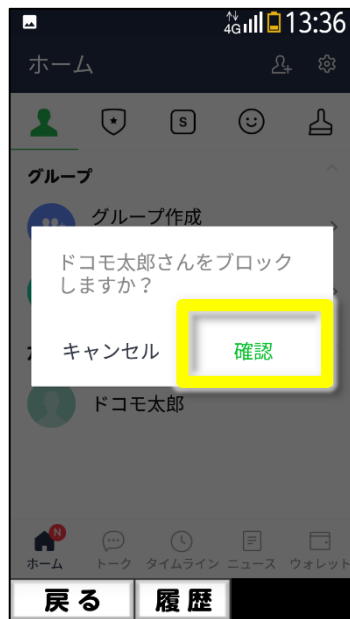 4G 13:36
ホーム
S
グループ
グループ作成
ドコモ太郎さんをブロック
しますか？
キャンセル 確認
ドコモ太郎
N
ホーム トーク タイムライン ニュース ウォレット
戻る 履歴